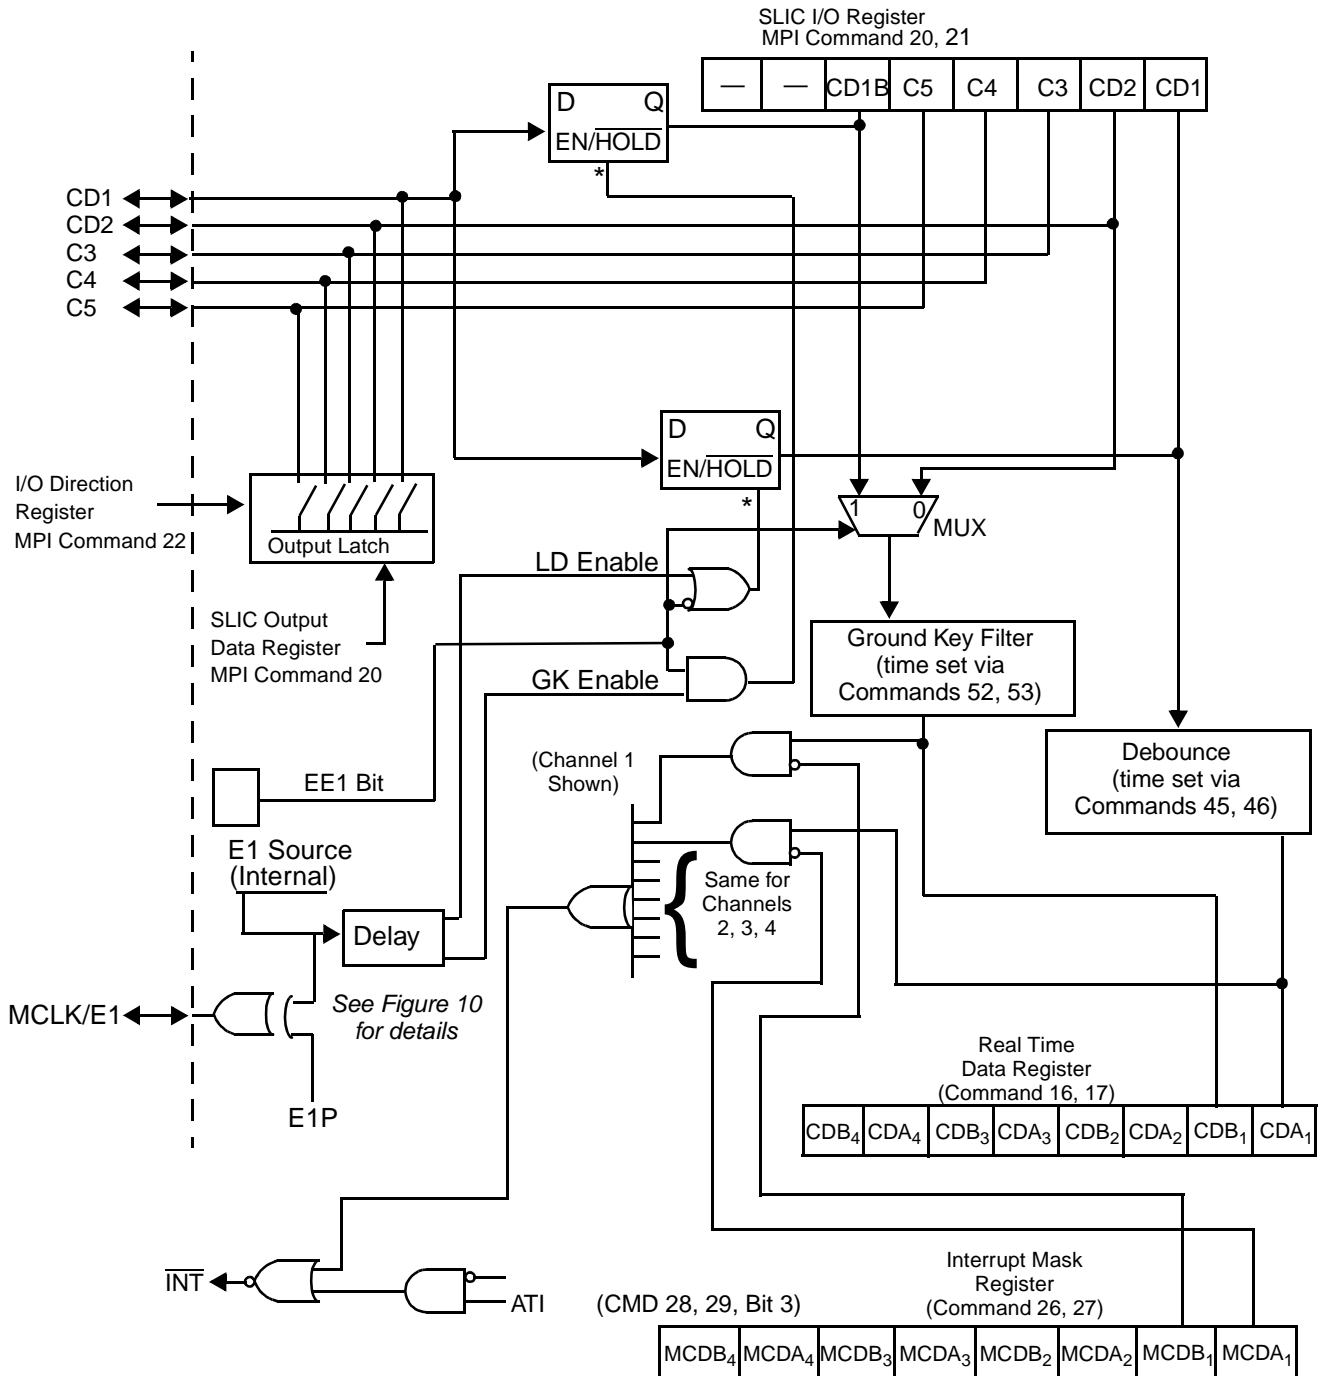 SLIC I/O Register
MPI Command 20, 21
— — CD1B C5 C4 C3 CD2 CD1
D Q
EN/HOLD
*
CD1
CD2
C3
C4
C5
D Q
EN/HOLD
*
I/O Direction
Register
MPI Command 22
Output Latch
1 0
MUX
LD Enable
SLIC Output
Data Register
MPI Command 20
GK Enable
Ground Key Filter
(time set via
Commands 52, 53)
(Channel 1
Shown)
Debounce
(time set via
Commands 45, 46)
EE1 Bit
E1 Source
(Internal)
Same for
Channels
2, 3, 4
{
Delay
See Figure 10
for details
MCLK/E1
E1P
Real Time
Data Register
(Command 16, 17)
CDB4 CDA4 CDB3 CDA3 CDB2 CDA2 CDB1 CDA1
INT
ATI
(CMD 28, 29, Bit 3)
Interrupt Mask
Register
(Command 26, 27)
MCDB4 MCDA4 MCDB3 MCDA3 MCDB2 MCDA2 MCDB1 MCDA1